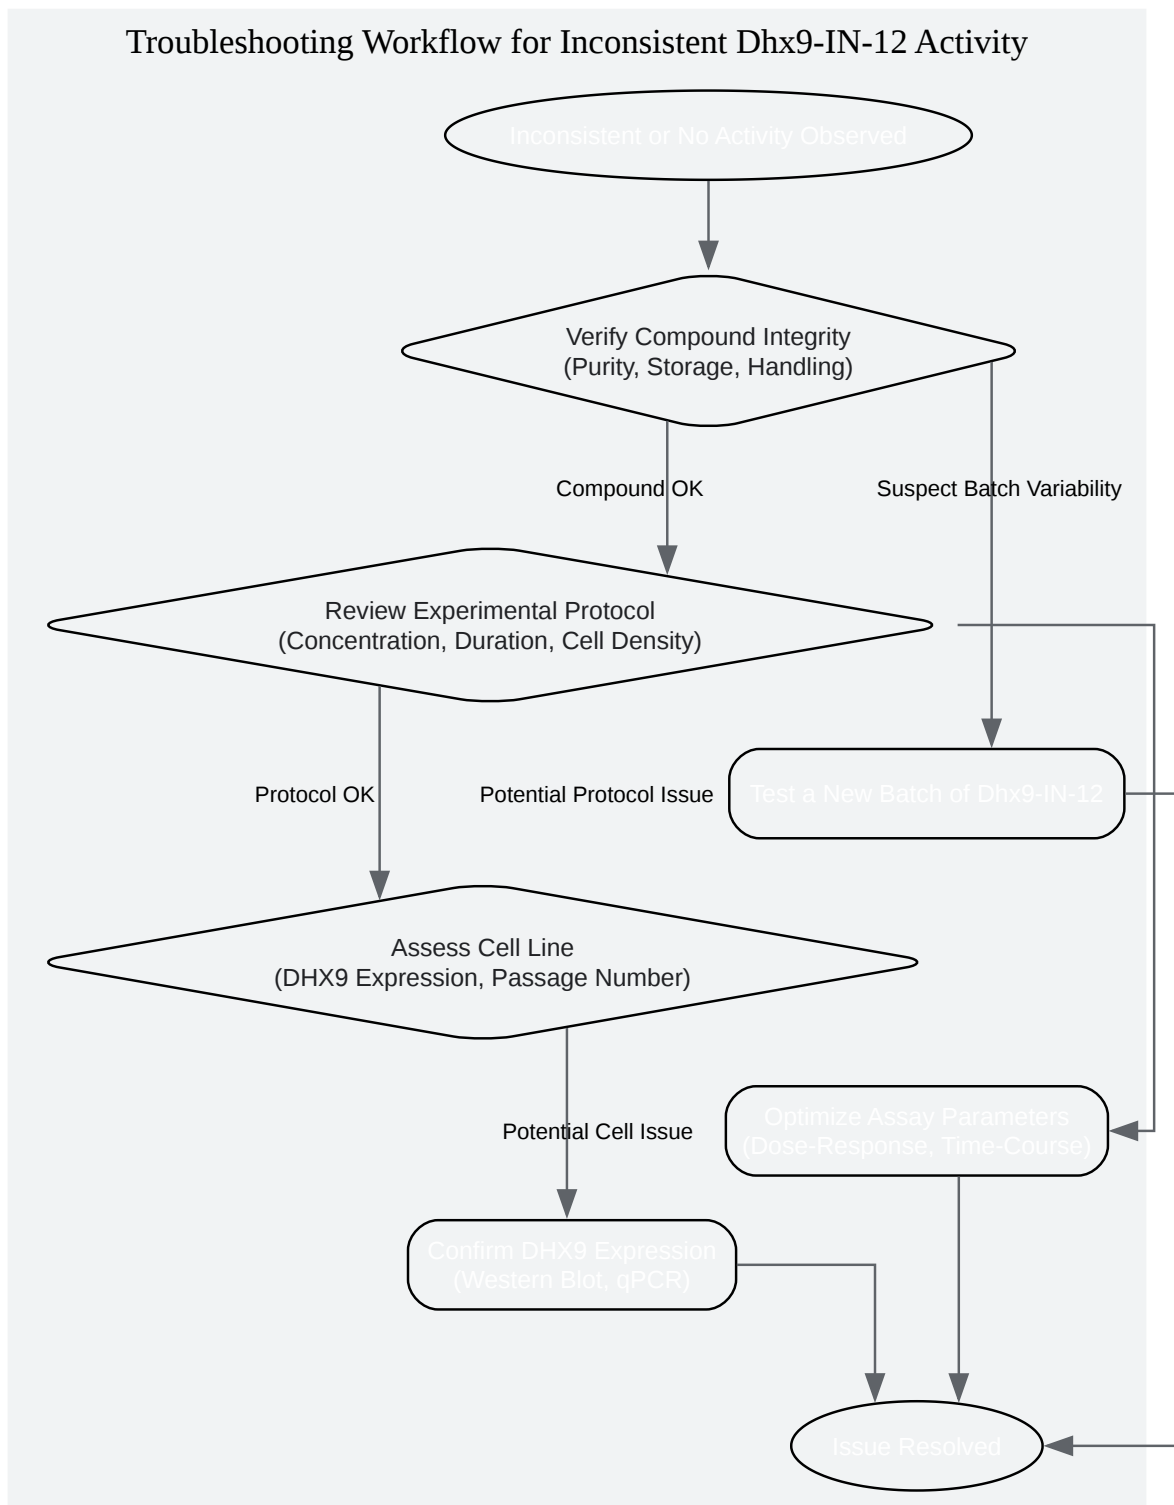 Troubleshooting Workflow for Inconsistent Dhx9-IN-12 Activity
Inconsistent or No Activity Observed
Verify Compound Integrity
(Purity, Storage, Handling)
Compound OK
Suspect Batch Variability
Review Experimental Protocol
(Concentration, Duration, Cell Density)
Protocol OK
Potential Protocol Issue
Test a New Batch of Dhx9-IN-12
Assess Cell Line
(DHX9 Expression, Passage Number)
Potential Cell Issue
Optimize Assay Parameters
(Dose-Response, Time-Course)
Confirm DHX9 Expression
(Western Blot, qPCR)
Issue Resolved